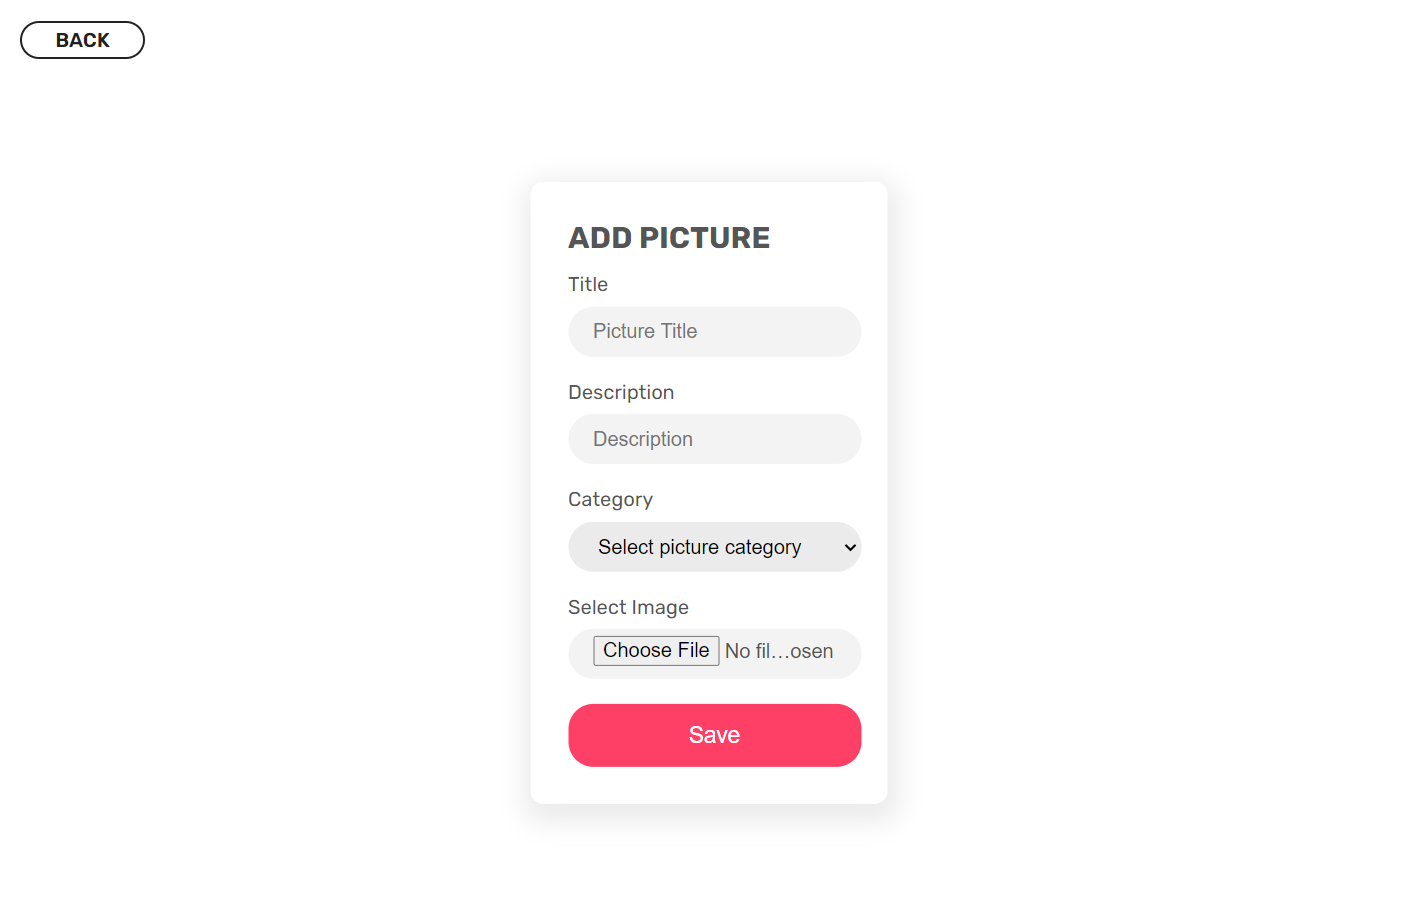 BACK
ADD PICTURE
Title
Picture Title
Description
Description
Category
Select picture category
Select Image
Choose File No fil...osen
Save